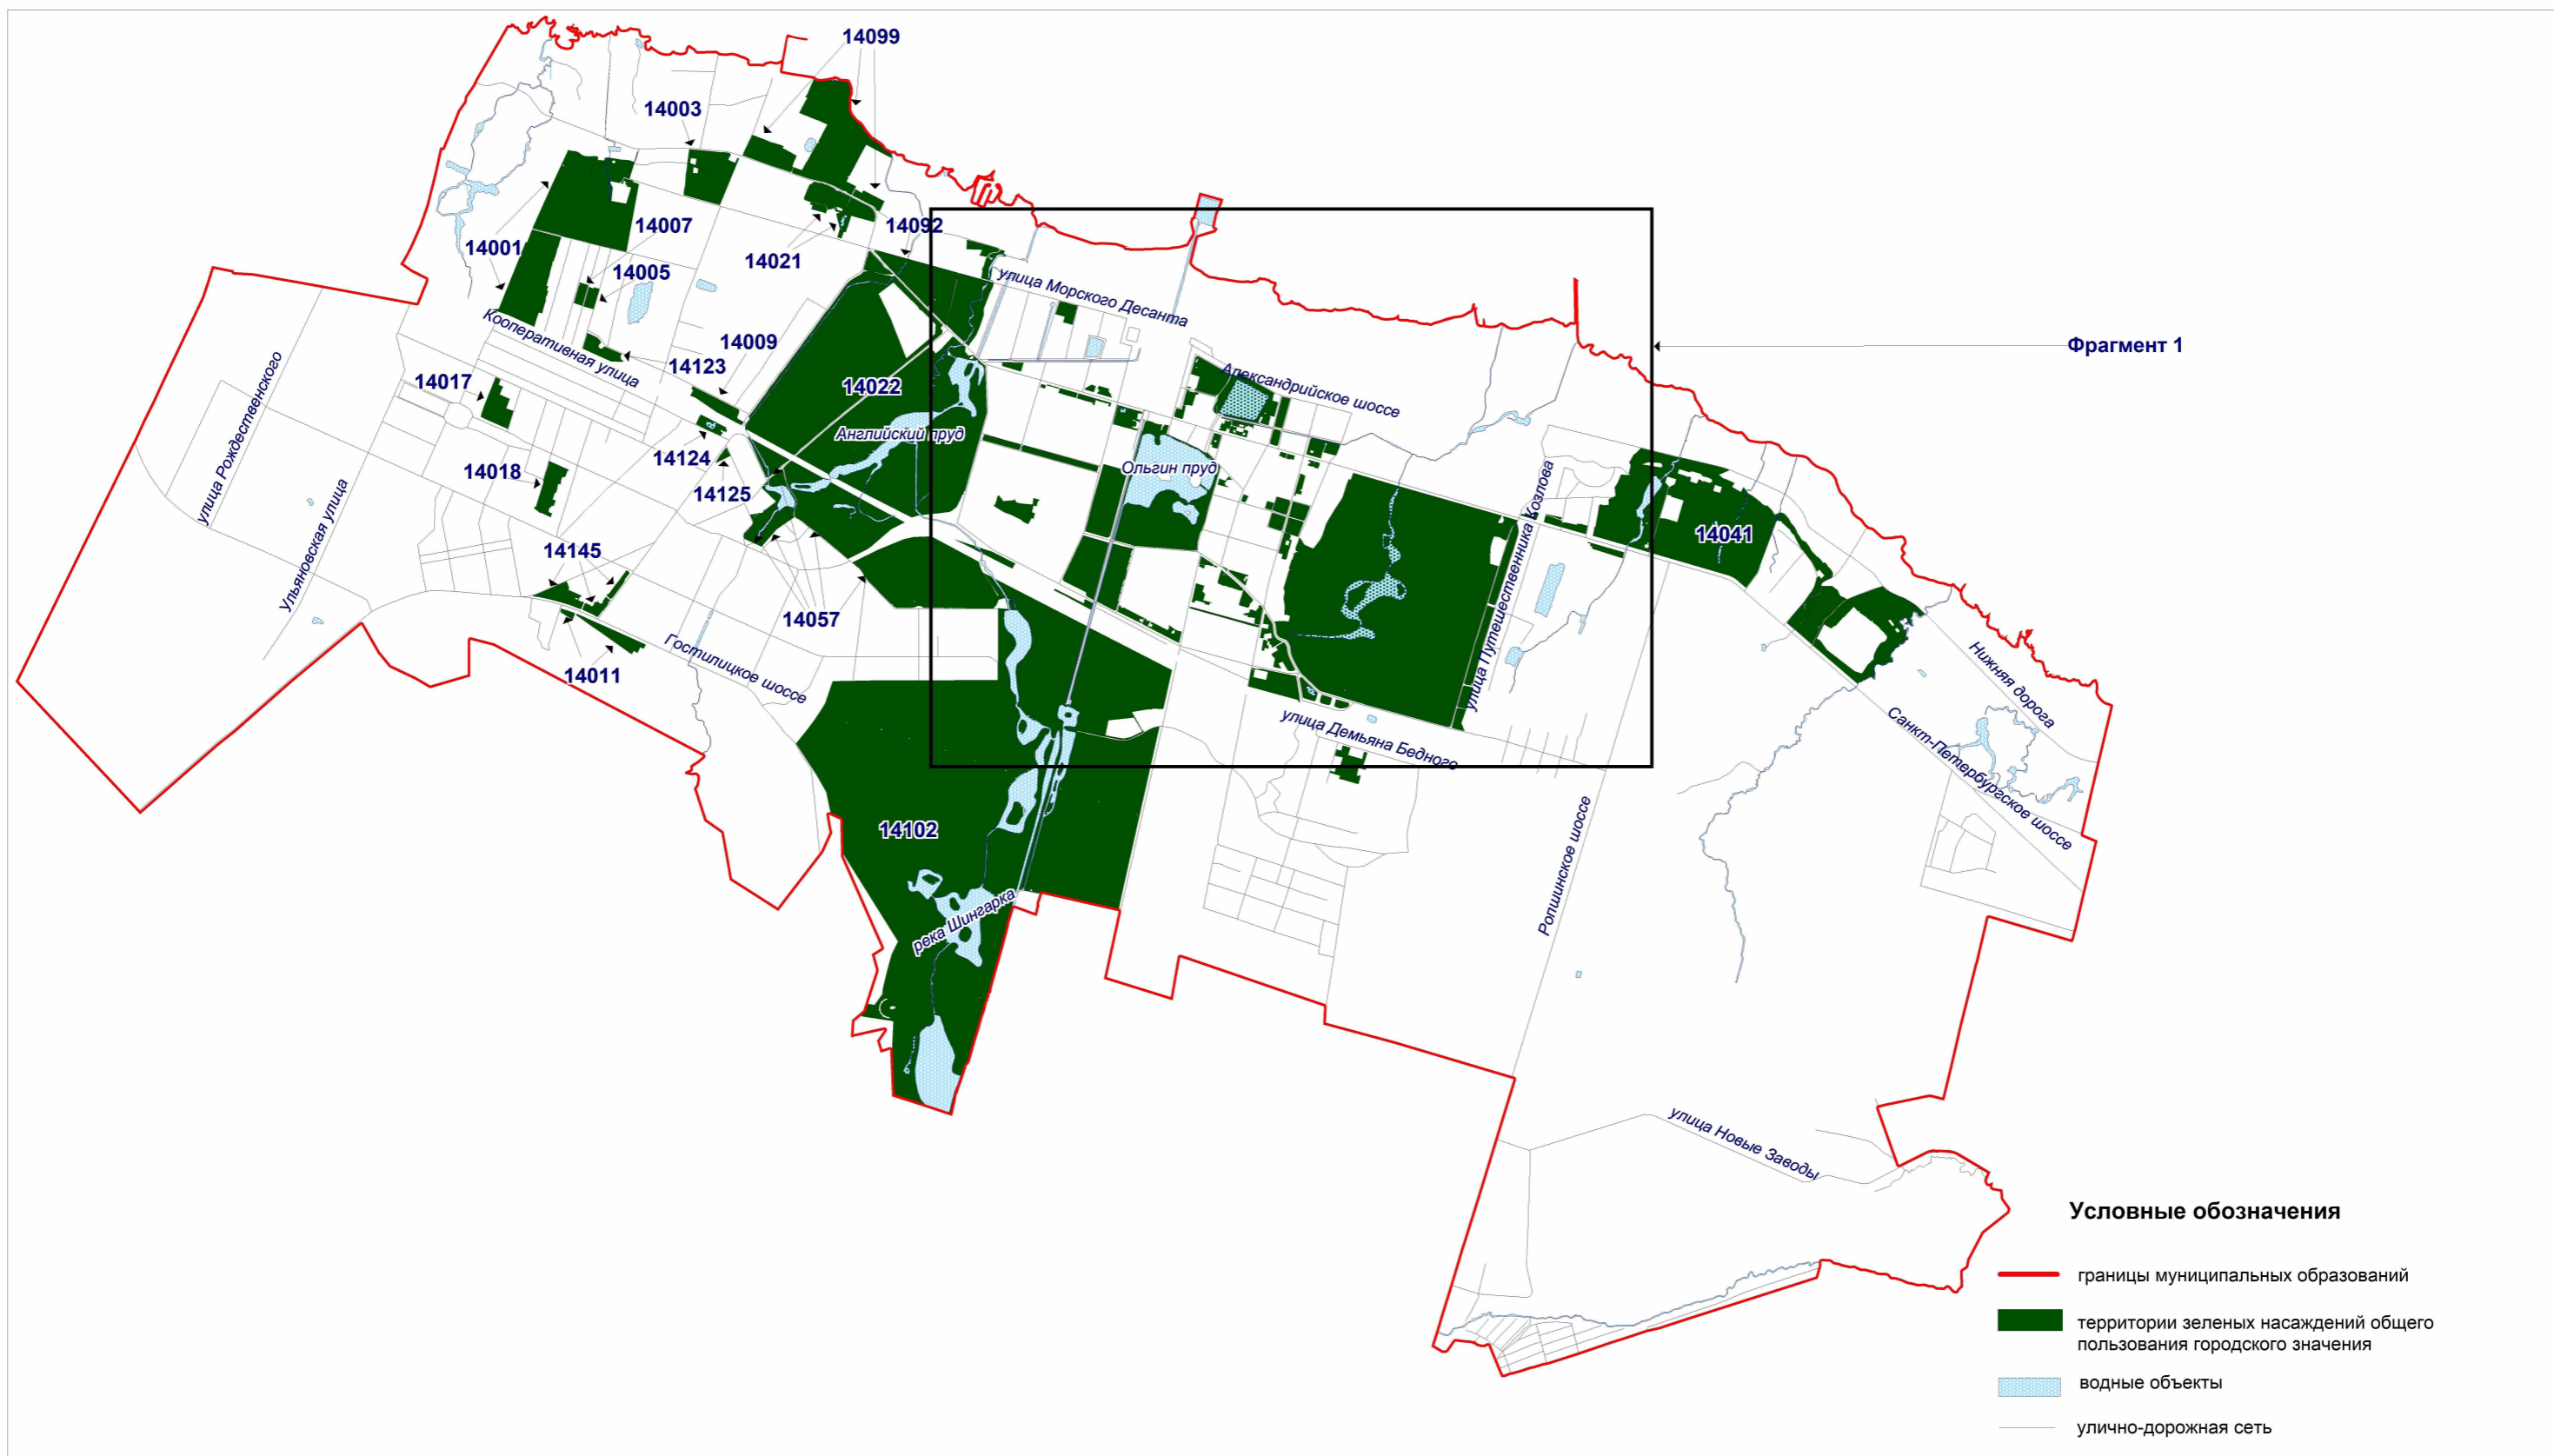 14099
14003
14092
14007
14001
14005
14021
улица Морского Десанта
Кооперативная улица
14009
Фрагмент 1
14123
14017
14022
Александрийское шоссе
улица Рождественского
Английский пруд
14124
14018
14125
Ольгин пруд
Ульяновская улица
14145
14041
улица Путешественника Козлова
14057
14011
Гостилицкое шоссе
Нижняя дорога
улица Демьяна Бедного
Санкт-Петербургское шоссе
14102
Ропшинское шоссе
река Шингарка
улица Новые Заводы
Условные обозначения
границы муниципальных образований
территории зеленых насаждений общего
пользования городского значения
водные объекты
улично-дорожная сеть